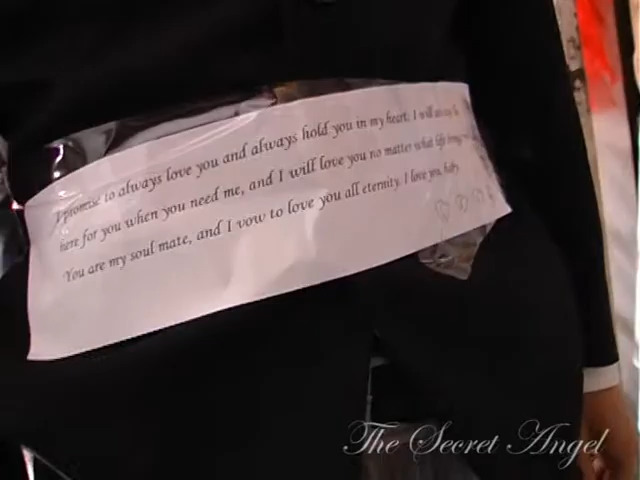 I promise to always love you and always hold you in my heart; I will always be
here for you when you need me, and I will love you no matter what life brings
You are my soul mate, and I vow to love you all eternity. I love you, baby
The Secret Angel